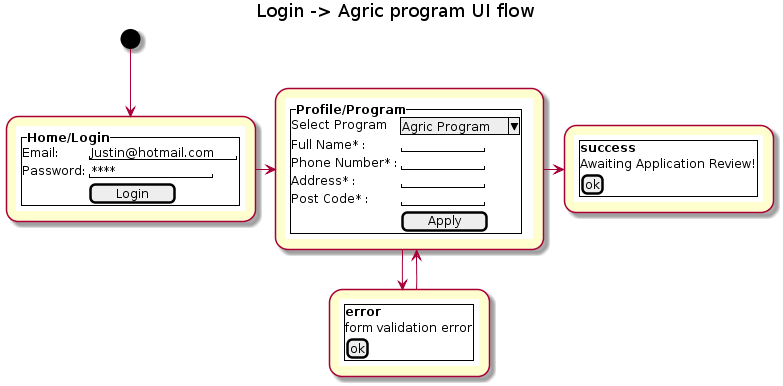 Login -> Agric program UI flow
Home/Login
Email: Justin@hotmail.com
Password: ****
Login
Profile/Program
Select Program Agric Program
Full Name* :
Phone Number* :
Address* :
Post Code* :
Apply
success
Awaiting Application Review!
ok
error
form validation error
ok